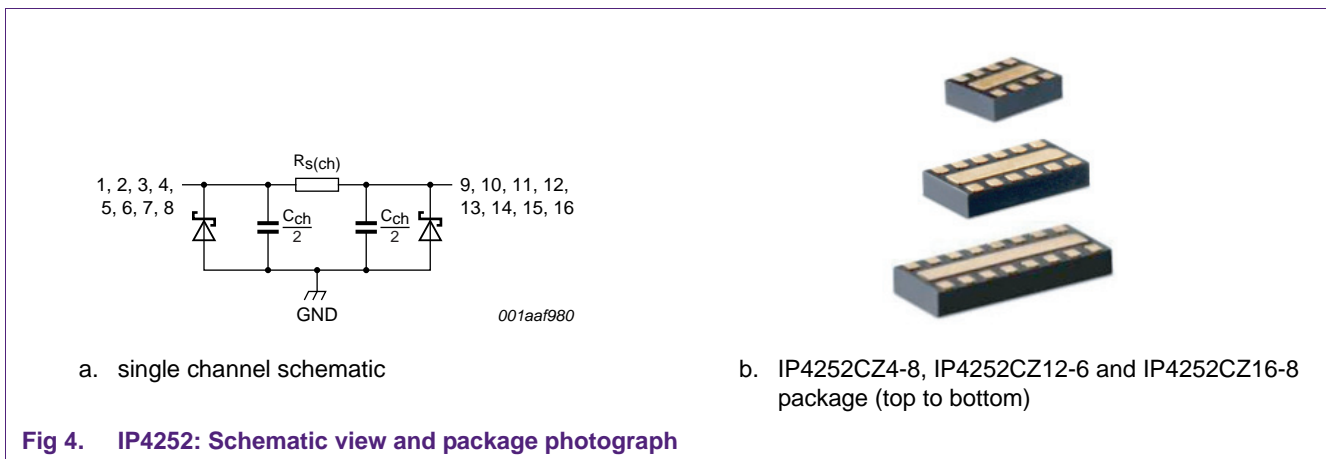 Rs(ch)
1, 2, 3, 4,
5, 6, 7, 8
9, 10, 11, 12,
13, 14, 15, 16
Cch
2
Cch
2
GND
001aaf980
a. single channel schematic
b. IP4252CZ4-8, IP4252CZ12-6 and IP4252CZ16-8
package (top to bottom)
Fig 4. IP4252: Schematic view and package photograph